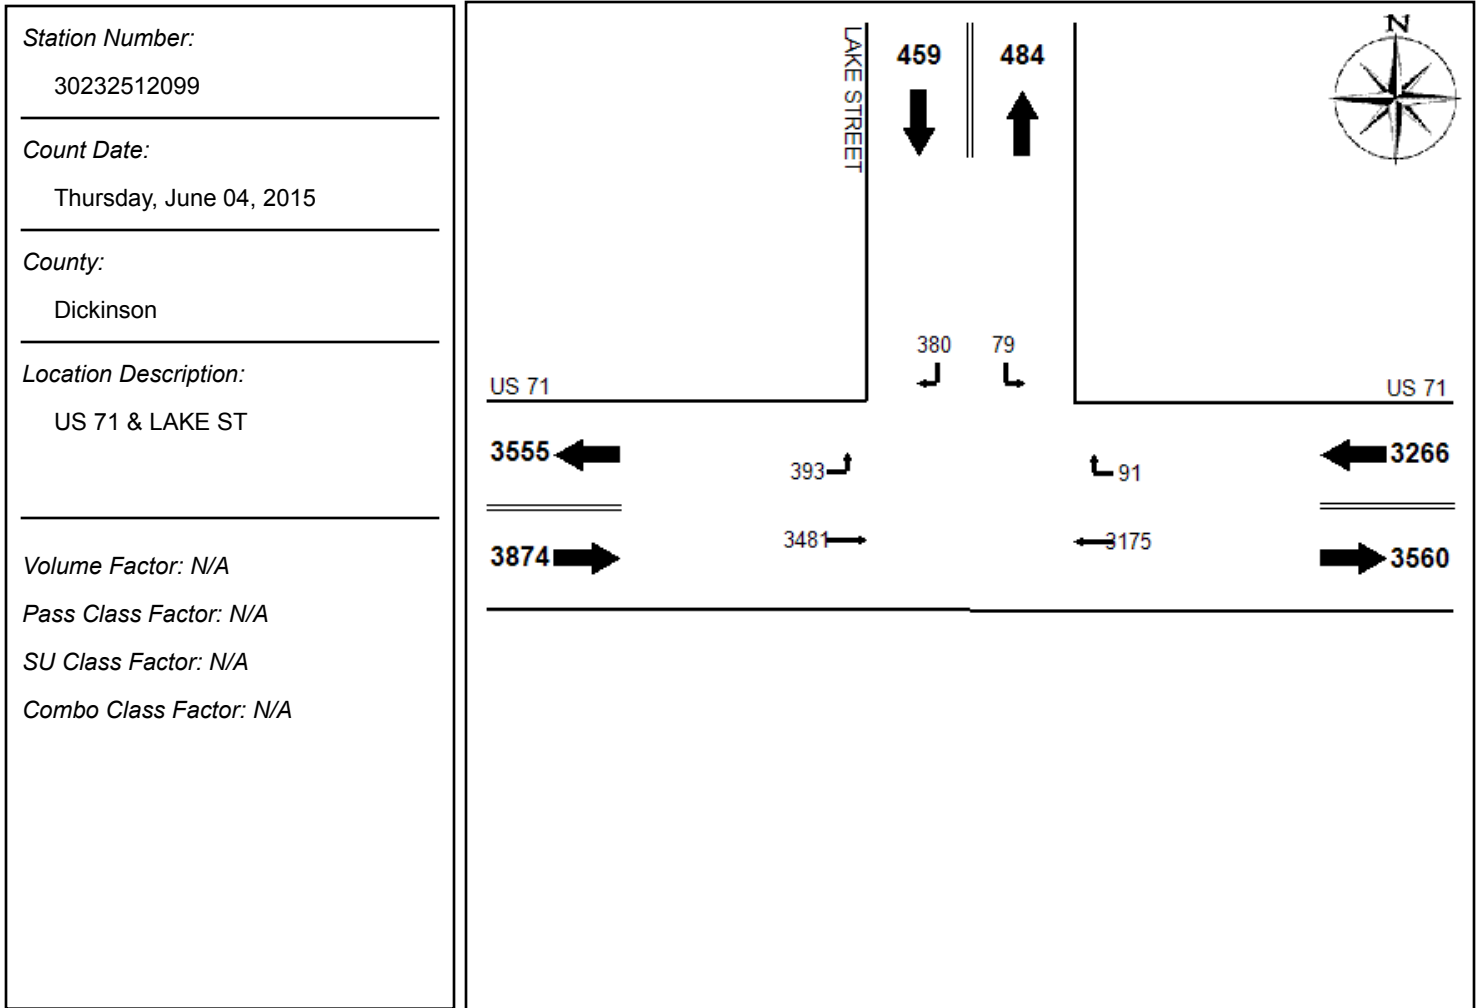 Station Number:
30232512099
Count Date:
Thursday, June 04, 2015
County:
Dickinson
Location Description:
US 71 & LAKE ST
Volume Factor: N/A
Pass Class Factor: N/A
SU Class Factor: N/A
Combo Class Factor: N/A
N
LAKE STREET
459
484
380
79
US 71
US 71
3555
393
91
3266
3874
3481
3175
3560